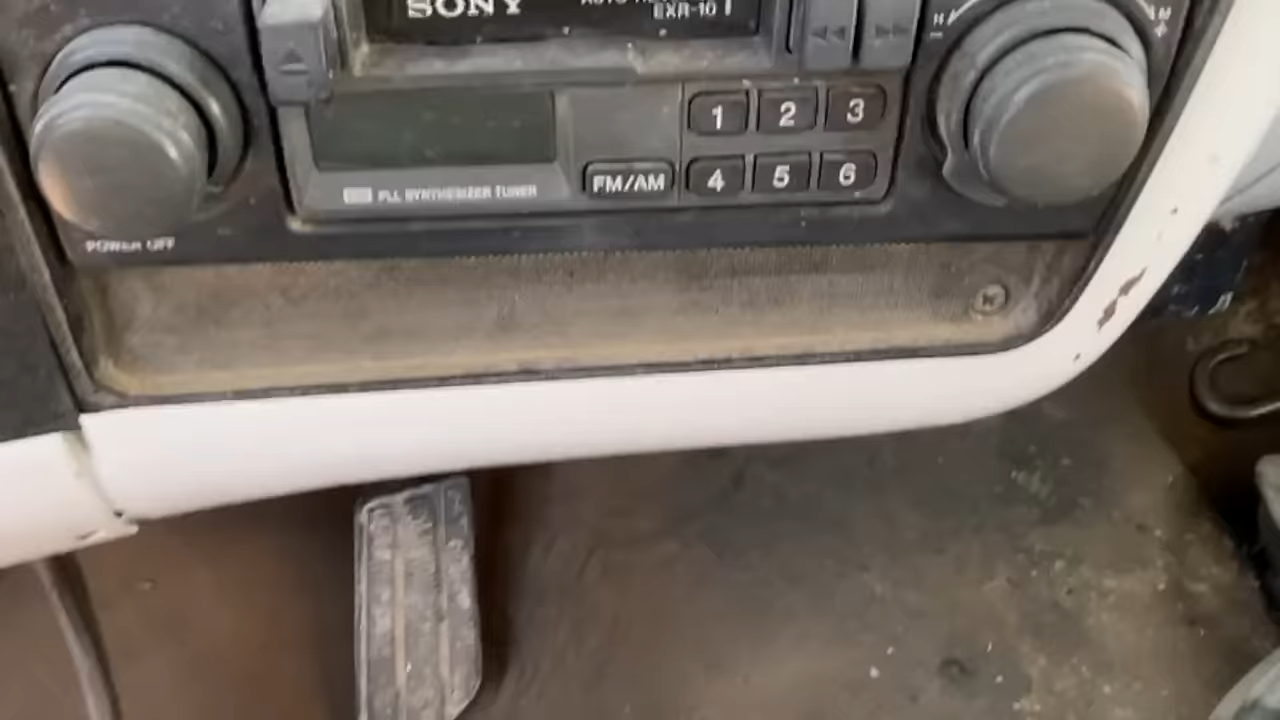 SONY
EXR-10
1 2 3
FM/AM
4 5 6
PLL SYNTHESIZER TUNER
POWER OFF